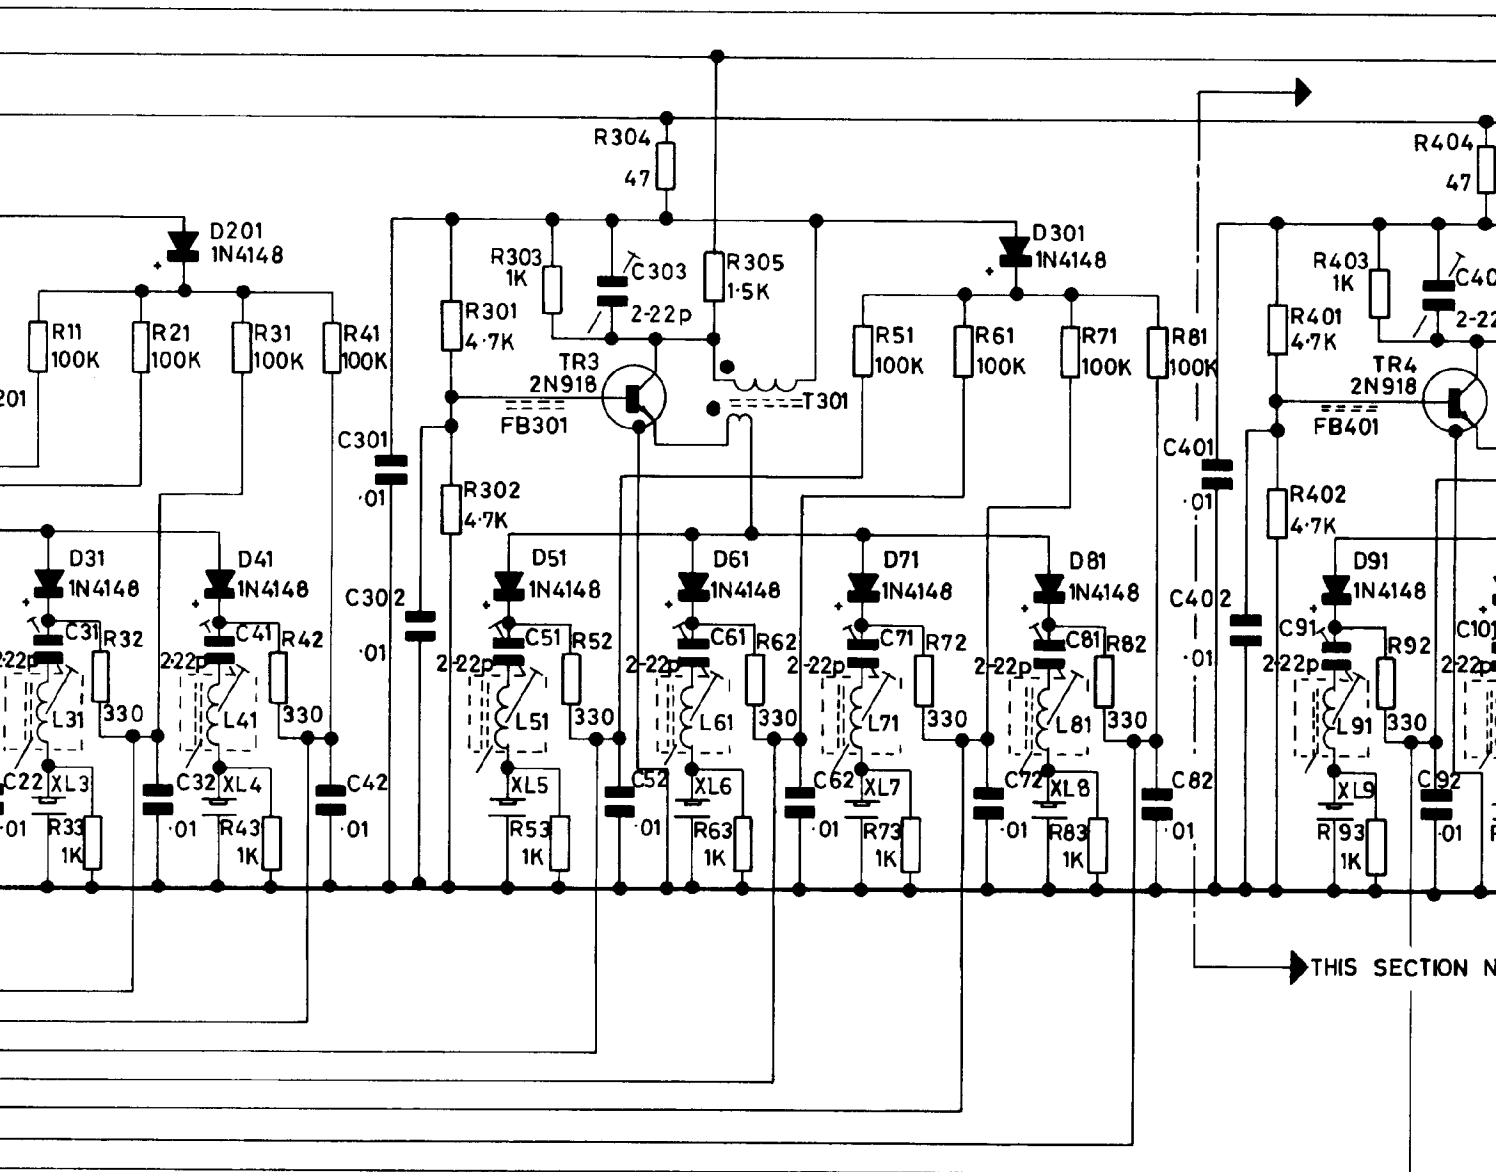 R304
47
R404
47
D201
1N4148
+
R303
1K
C303
2-22p
R305
1·5K
D301
1N4148
+
R403
1K
R11
100K
R21
100K
R31
100K
R41
100K
R301
4·7K
R51
100K
R61
100K
R71
100K
R81
100K
R401
4·7K
TR3
2N918
FB301
T301
TR4
2N918
FB401
C301
·01
R302
4·7K
C401
·01
R402
4·7K
D31
1N4148
+
D41
1N4148
+
C302
·01
D51
1N4148
+
D61
1N4148
+
D71
1N4148
+
D81
1N4148
+
C402
·01
D91
1N4148
+
+
C31
R32
C41
R42
C51
R52
C61
R62
C71
R72
C81
R82
C91
R92
C101
2-22p
2-22p
2-22p
2-22p
2-22p
2-22p
2-22p
2-22p
L31
330
L41
330
L51
330
L61
330
L71
330
L81
330
L91
330
C22
·01
XL3
C32
·01
XL4
C42
·01
XL5
C52
·01
XL6
C62
·01
XL7
C72
·01
XL8
C82
·01
XL9
C92
·01
R33
1K
R43
1K
R53
1K
R63
1K
R73
1K
R83
1K
R93
1K
THIS SECTION